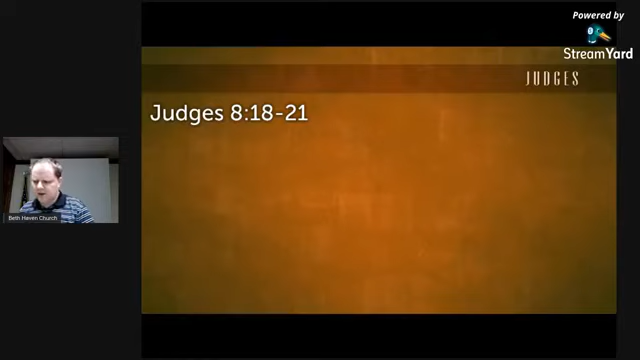 Powered by
StreamYard
JUDGES
Judges 8:18-21
Beth Haven Church